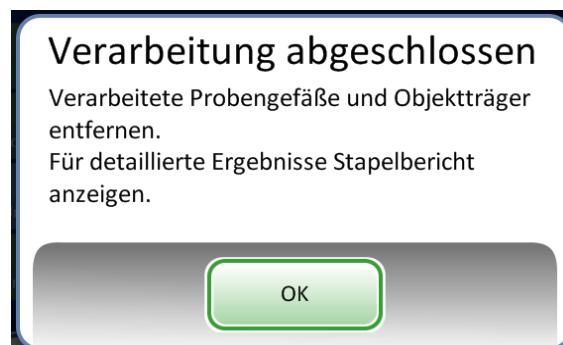 Verarbeitung abgeschlossen
Verarbeitete Probengefäße und Objektträger
entfernen.
Für detaillierte Ergebnisse Stapelbericht
anzeigen.
OK